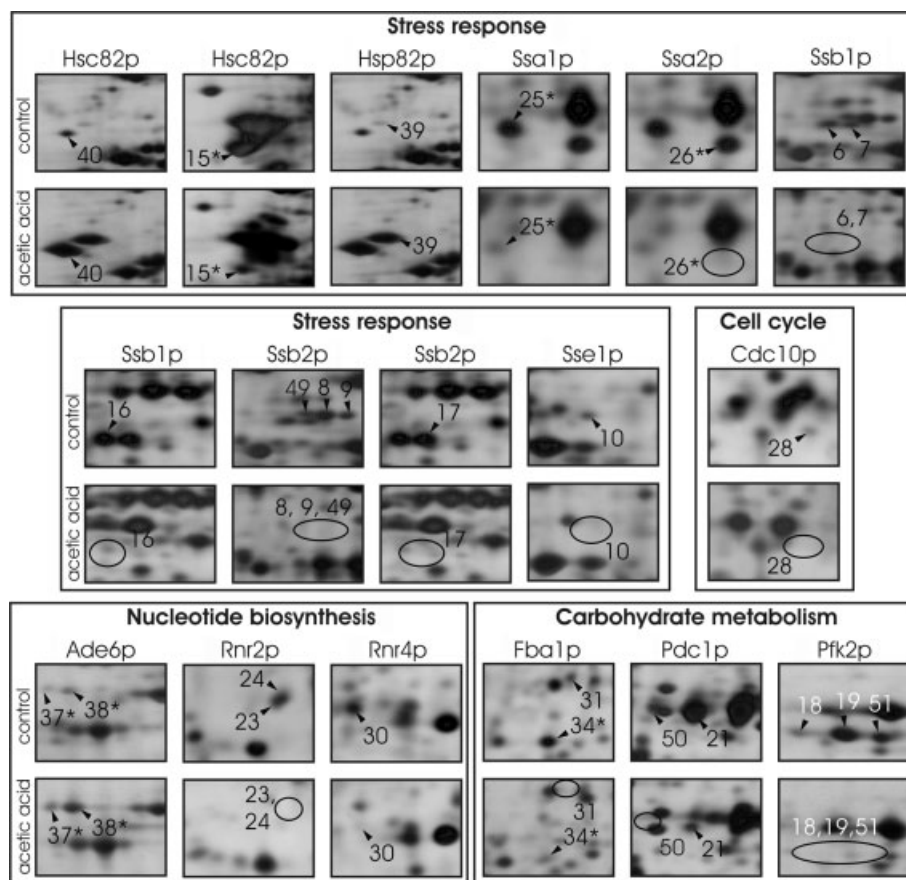 Stress response
Hsc82p Hsc82p Hsp82p Ssa1p Ssa2p Ssb1p
control
40 15* 39 25* 26* 6 7
acetic acid
40 15* 39 25* 26* 6,7
Stress response
Ssb1p Ssb2p Ssb2p Sse1p
control
16 49 8 9 17 10
acetic acid
16 8, 9, 49 17 10
Cell cycle
Cdc10p
28
28
Nucleotide biosynthesis
Ade6p Rnr2p Rnr4p
control
37* 38* 24 23 30
acetic acid
37* 38* 23, 24 30
Carbohydrate metabolism
Fba1p Pdc1p Pfk2p
31 34* 50 21 18 19 51
31 34* 50 21 18,19,51